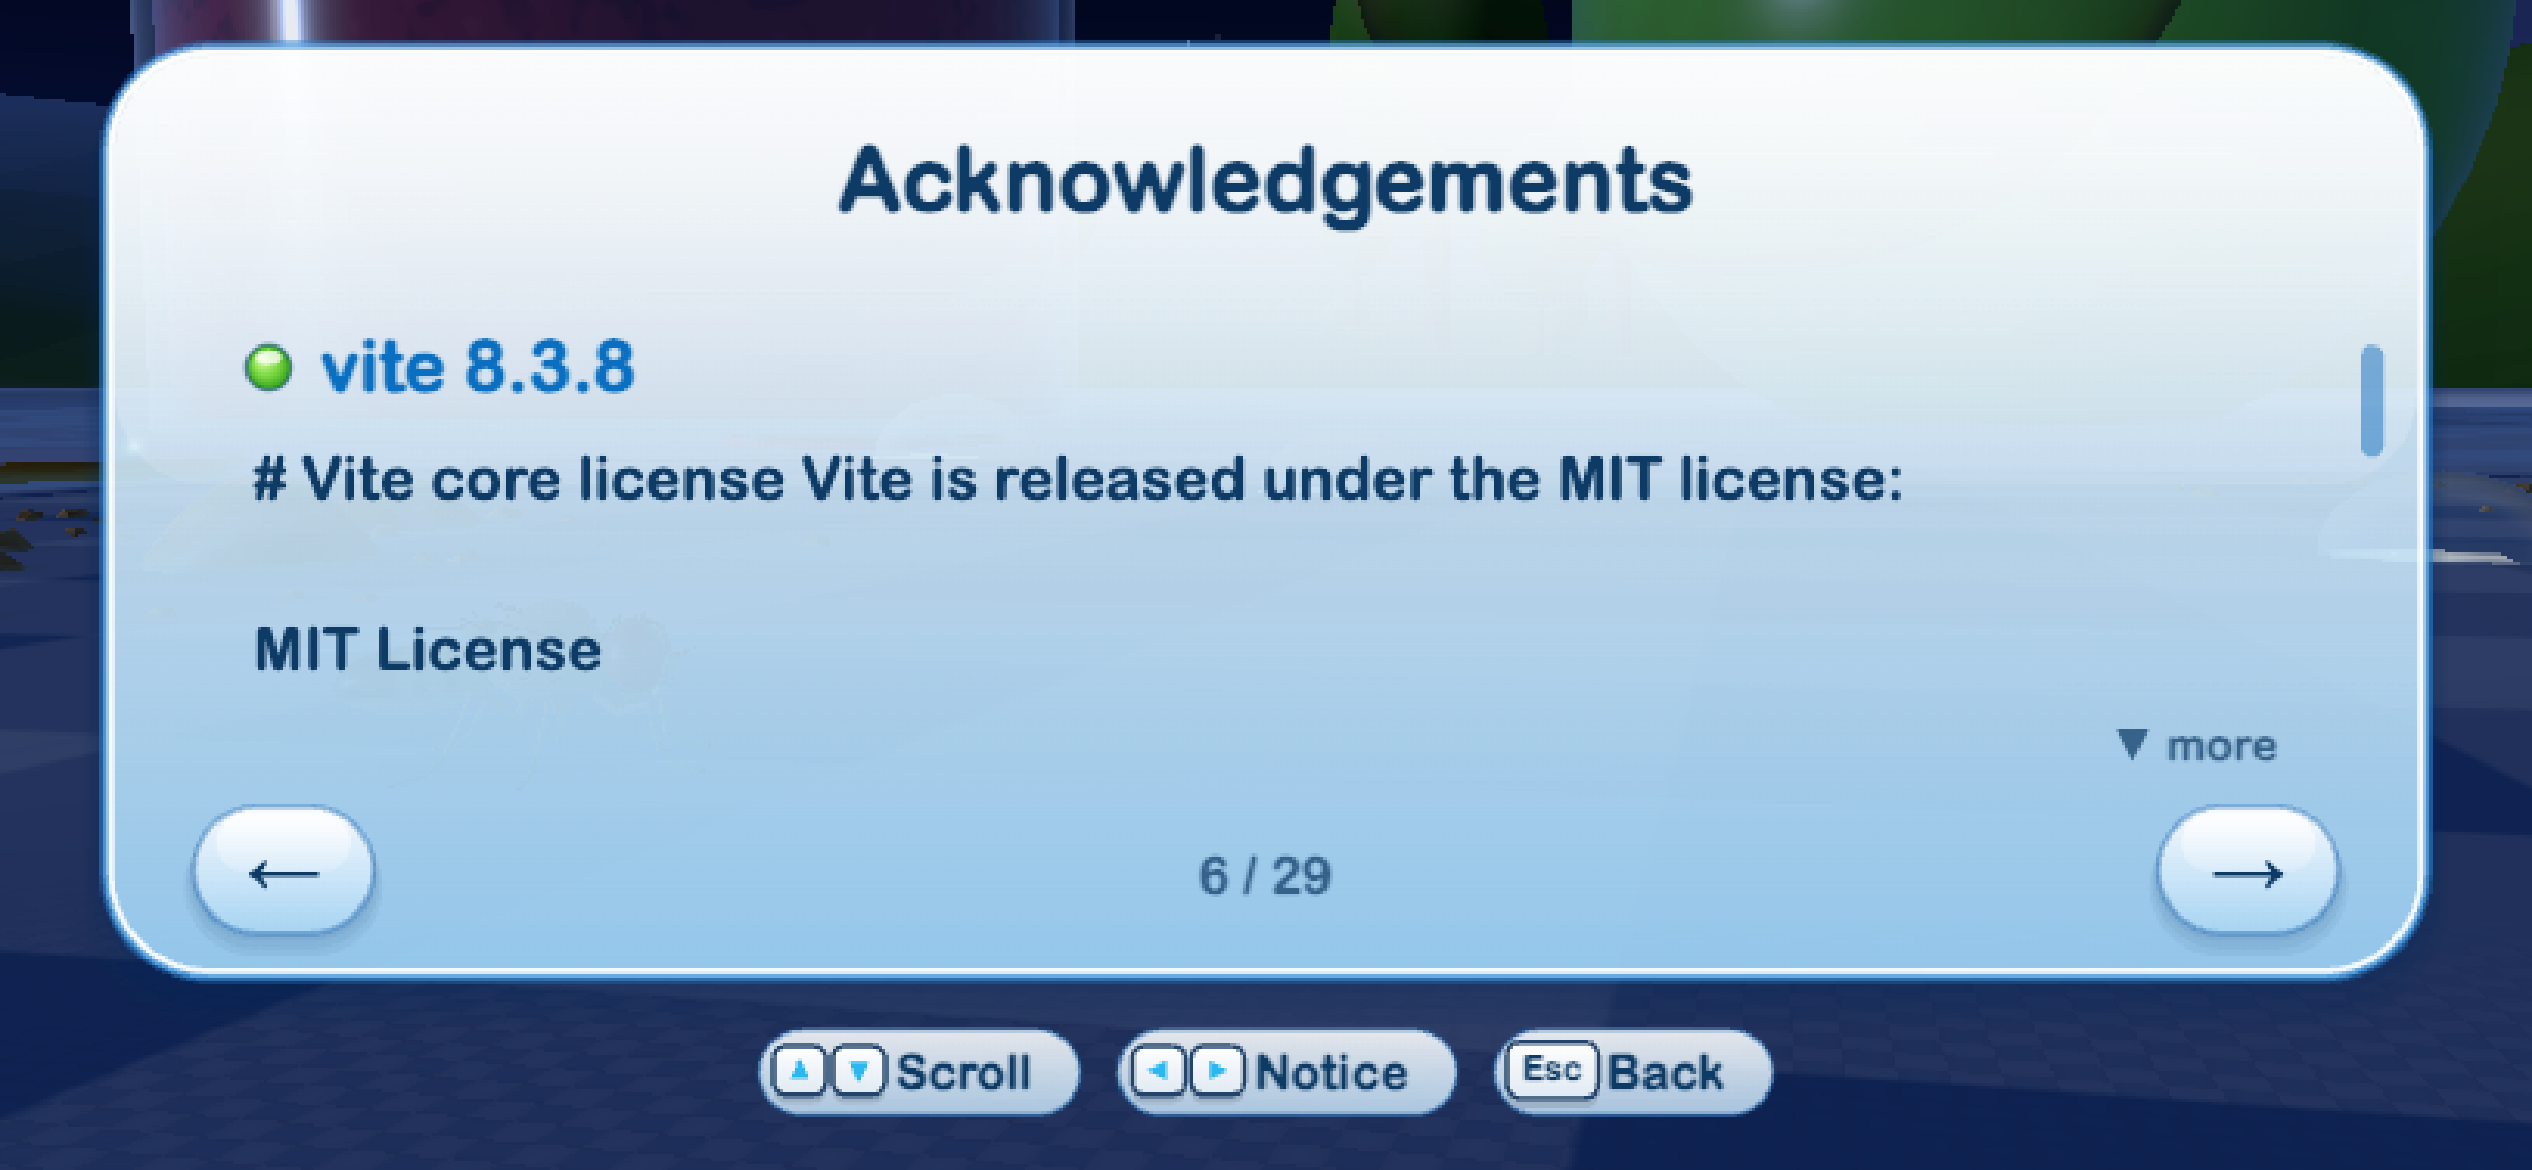 Acknowledgements
vite 8.3.8
# Vite core license Vite is released under the MIT license:
MIT License
▼ more
←
6 / 29
→
▲ ▼ Scroll
◄ ► Notice
Esc Back